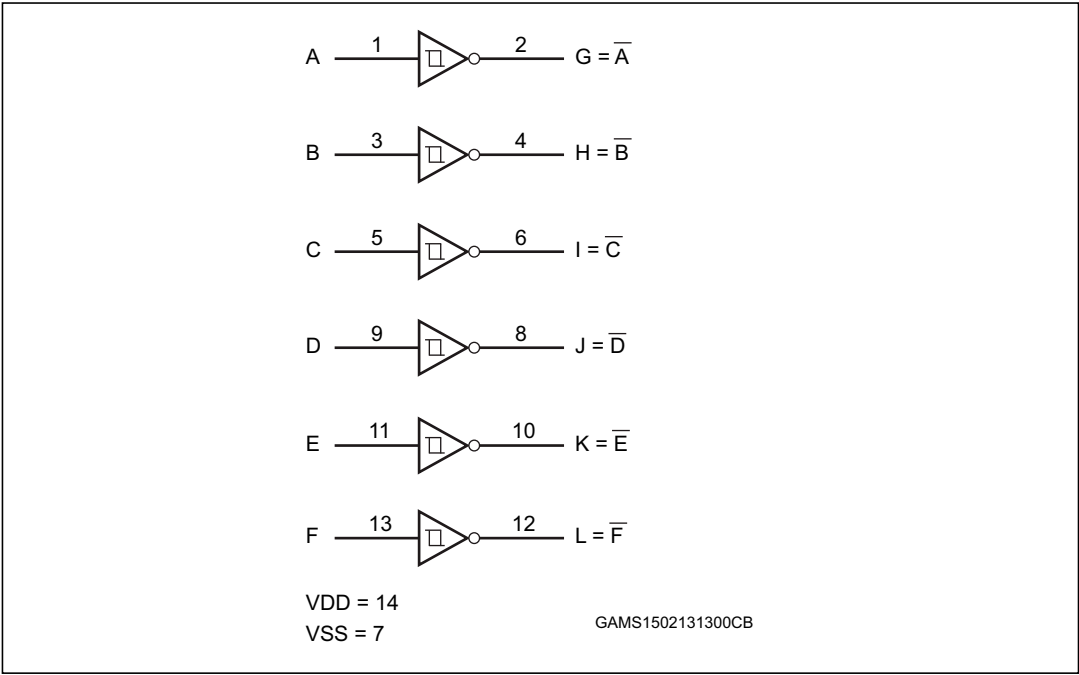 A 1 2 G = A̅
B 3 4 H = B̅
C 5 6 I = C̅
D 9 8 J = D̅
E 11 10 K = E̅
F 13 12 L = F̅
VDD = 14
VSS = 7
GAMS1502131300CB